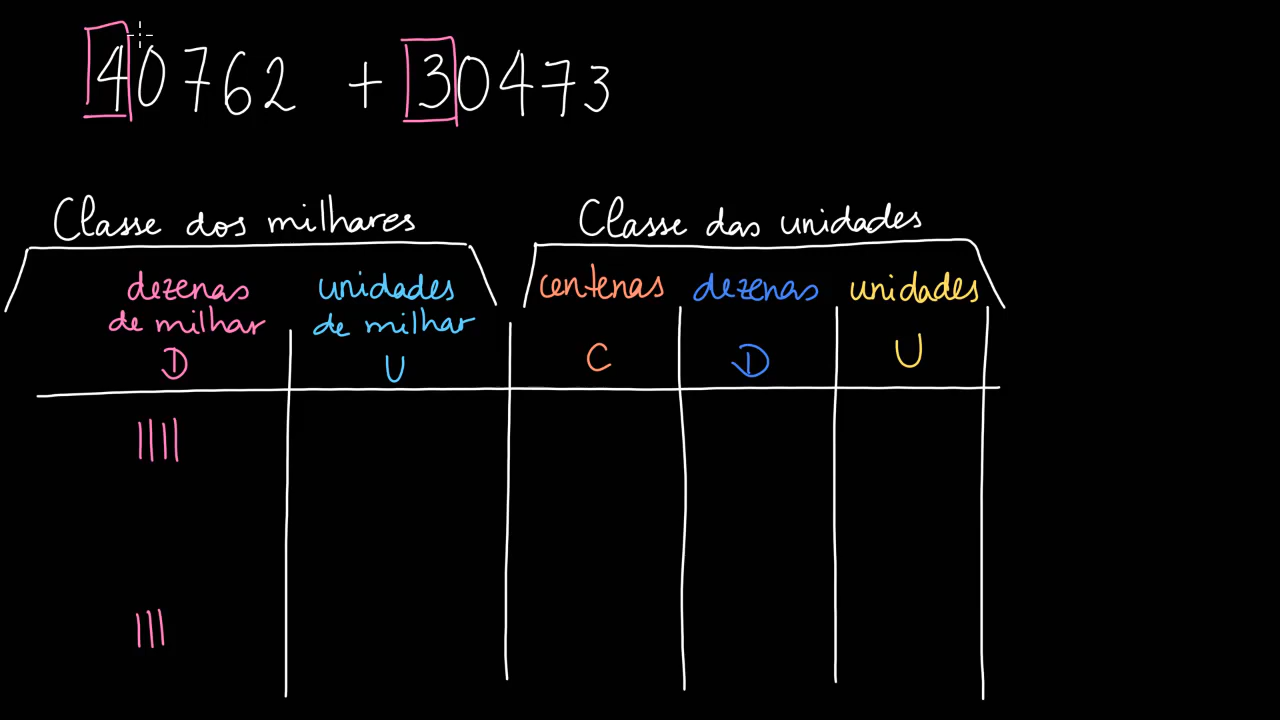 40762 + 30473
Classe dos milhares
Classe das unidades
dezenas de milhar
unidades de milhar
centenas
dezenas
unidades
D
U
C
D
U
||||
|||